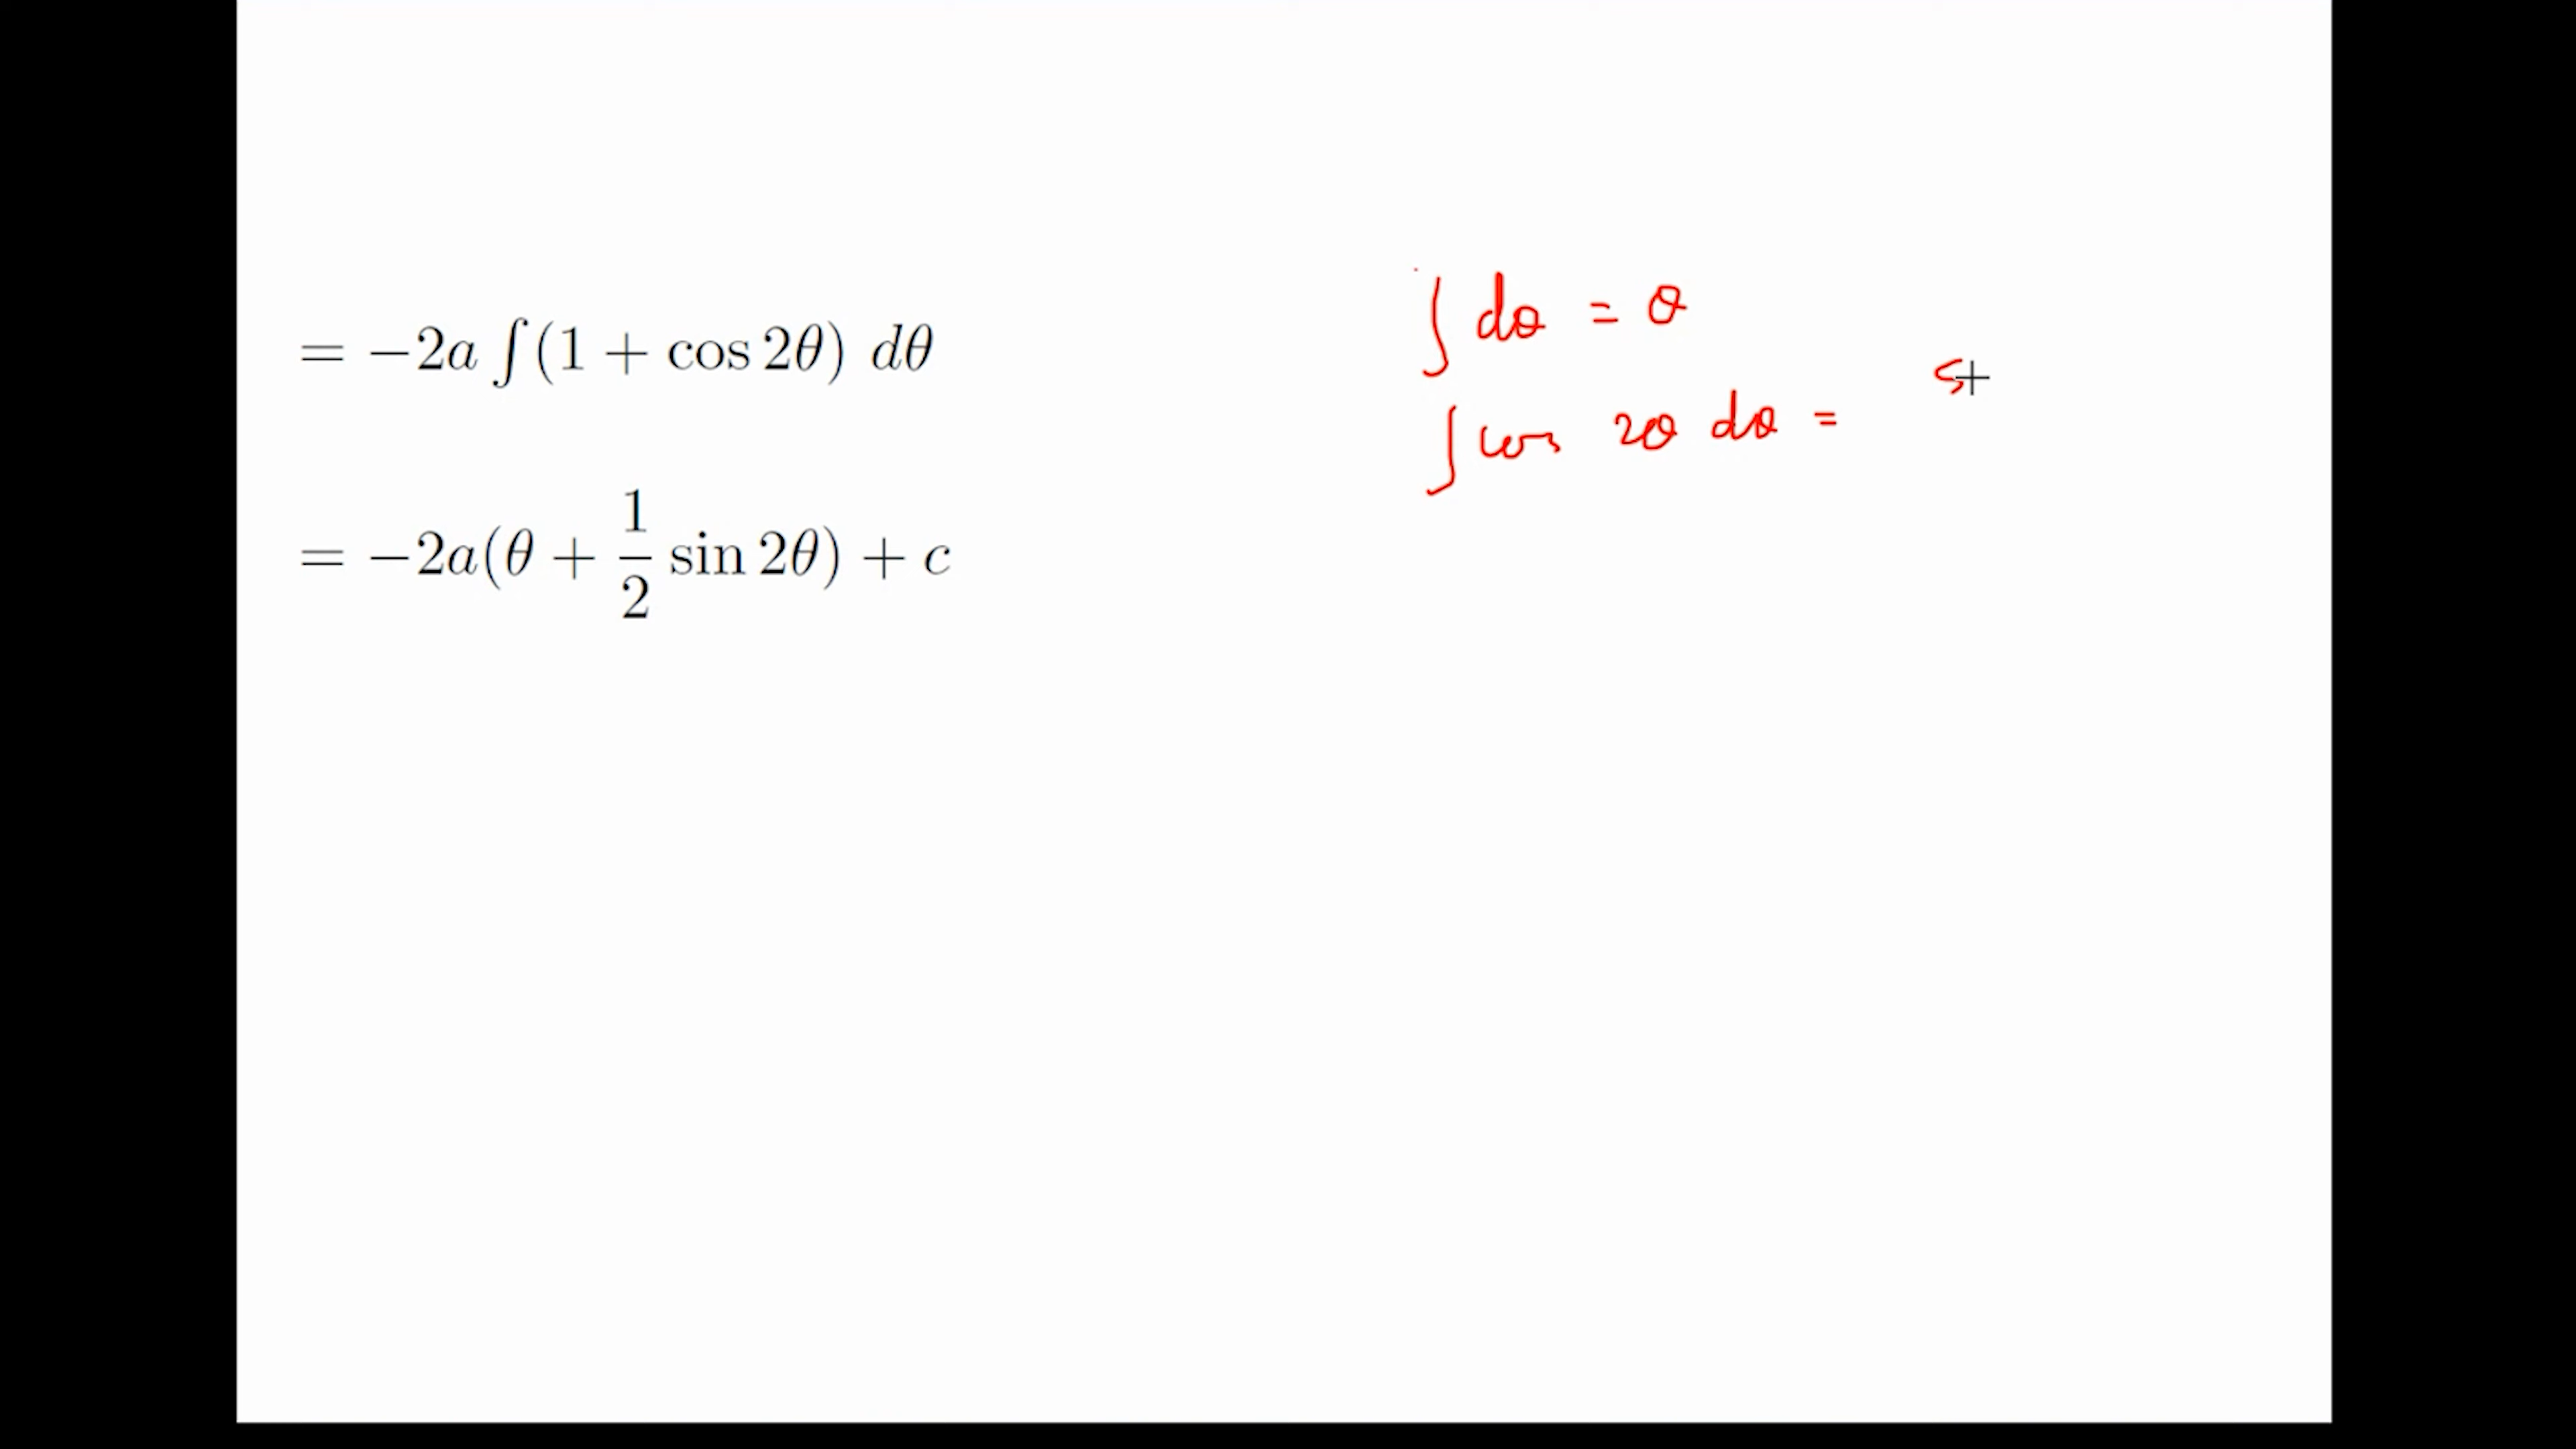 = −2a ∫(1 + cos 2θ) dθ
= −2a(θ + 1/2 sin 2θ) + c
∫ dθ = θ
∫ cos 2θ dθ = s